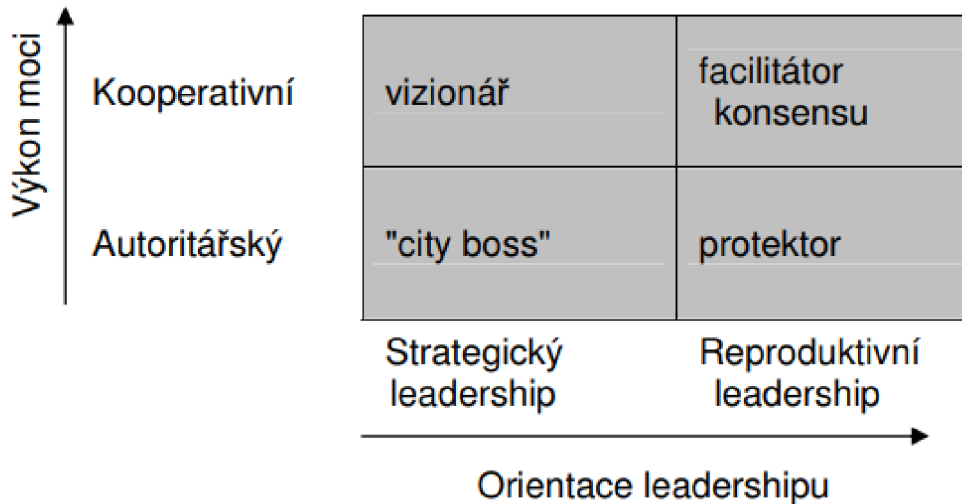 Výkon moci
Kooperativní
vizionář
facilitátor
konsensu
Autoritářský
"city boss"
protektor
Strategický
leadership
Reproduktivní
leadership
Orientace leadershipu